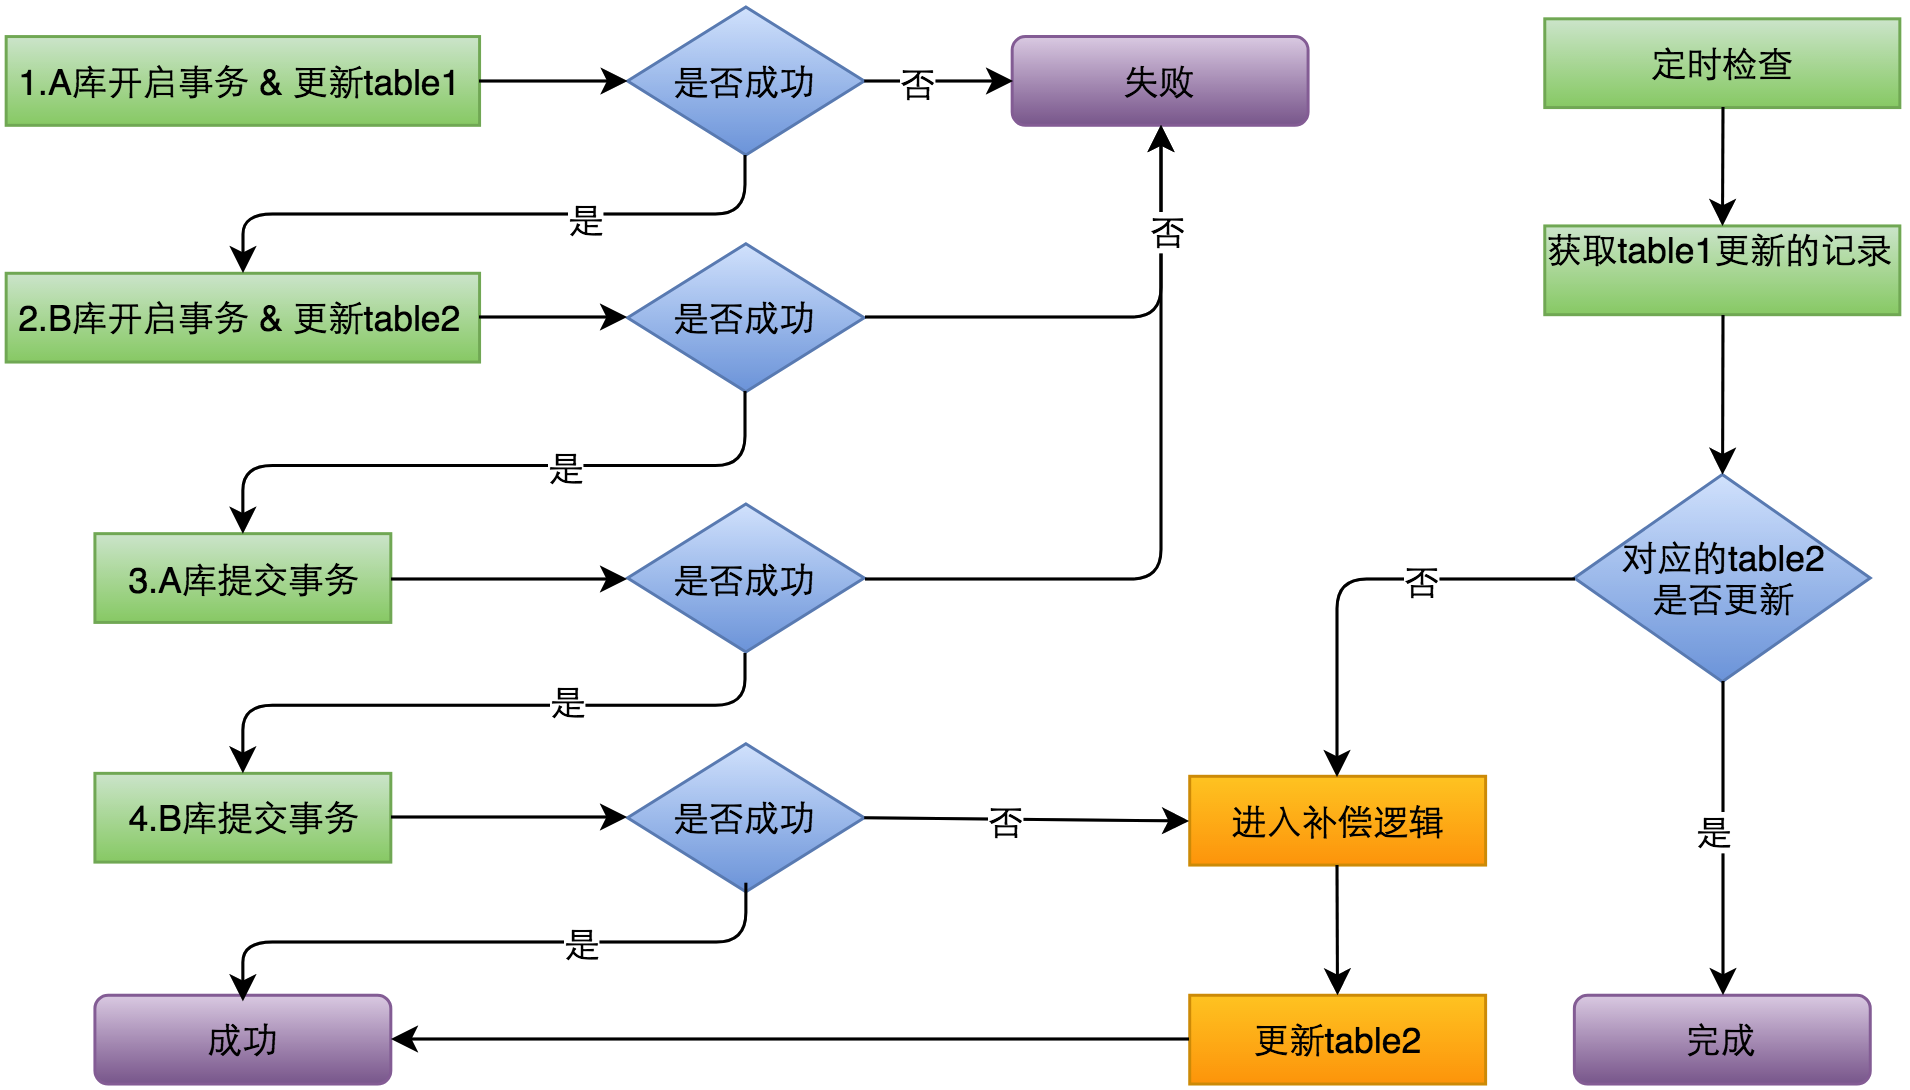 1.A库开启事务 & 更新table1
是否成功
否
失败
定时检查
是
否
获取table1更新的记录
2.B库开启事务 & 更新table2
是否成功
是
3.A库提交事务
是否成功
否
对应的table2
是否更新
是
4.B库提交事务
是否成功
否
进入补偿逻辑
是
是
成功
更新table2
完成